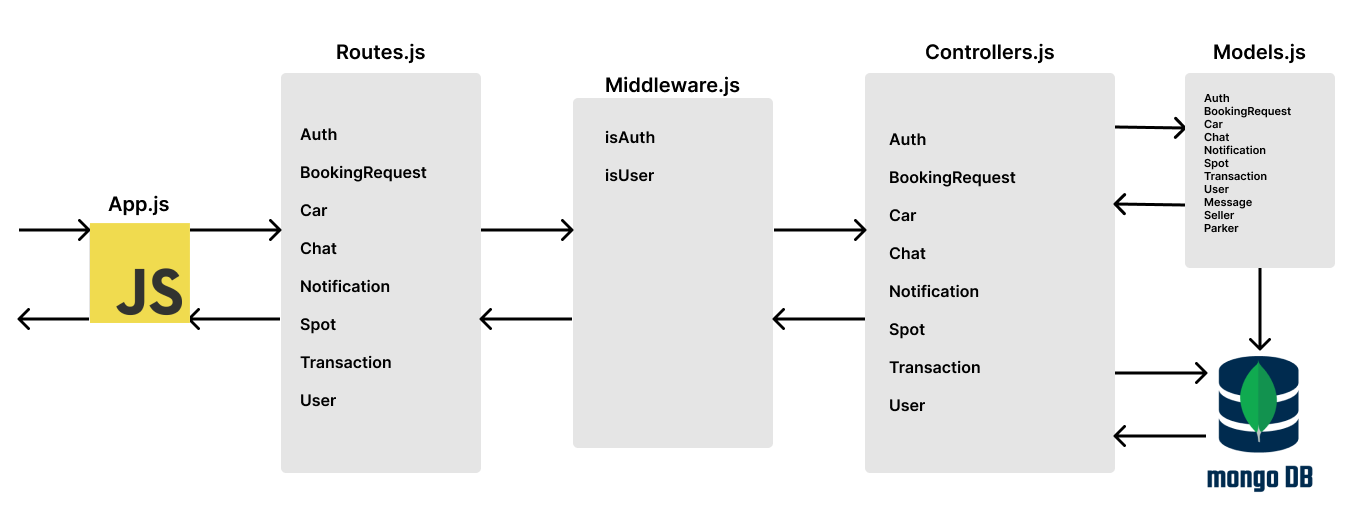 App.js
JS
Routes.js
Auth
BookingRequest
Car
Chat
Notification
Spot
Transaction
User
Middleware.js
isAuth
isUser
Controllers.js
Auth
BookingRequest
Car
Chat
Notification
Spot
Transaction
User
Models.js
Auth
BookingRequest
Car
Chat
Notification
Spot
Transaction
User
Message
Seller
Parker
mongo DB